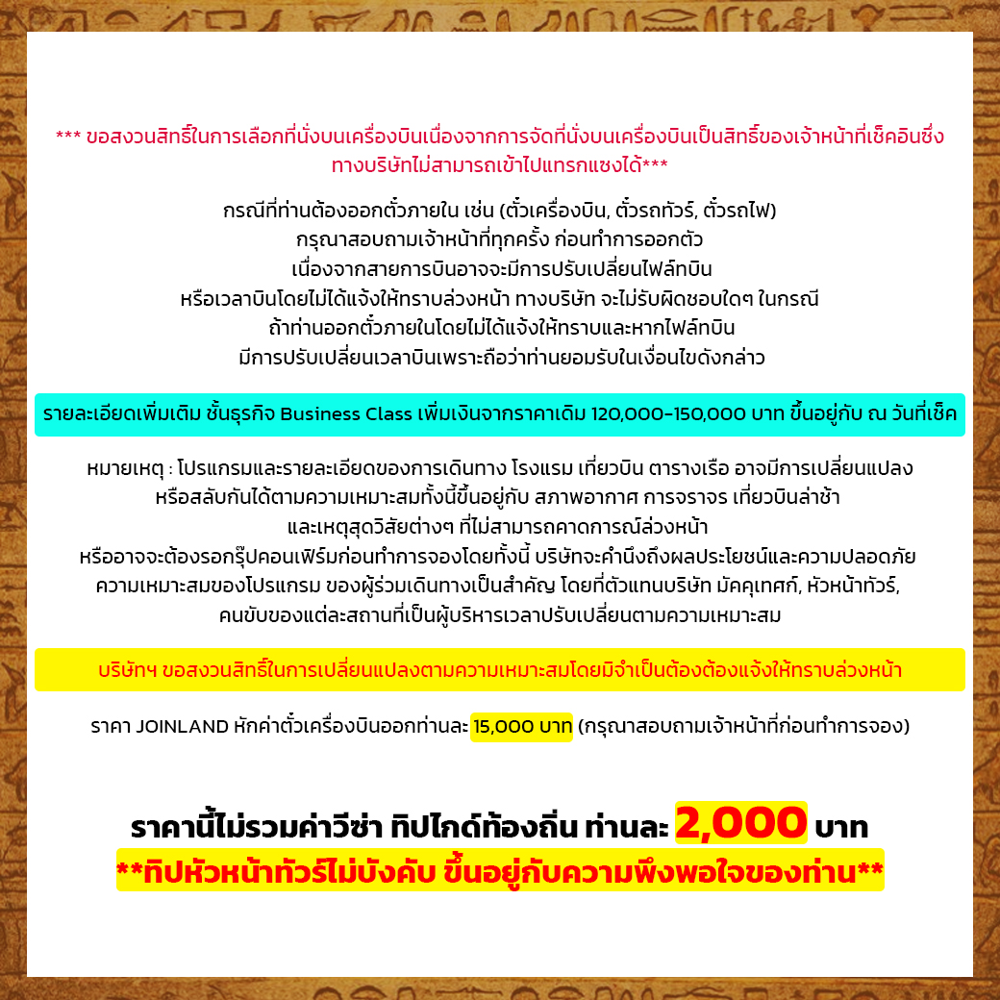 *** ขอสงวนสิทธิ์ในการเลือกที่นั่งบนเครื่องบินเนื่องจากการจัดที่นั่งบนเครื่องบินเป็นสิทธิ์ของเจ้าหน้าที่เช็คอินซึ่ง
ทางบริษัทไม่สามารถเข้าไปแทรกแซงได้***
กรณีที่ท่านต้องออกตั๋วภายใน เช่น (ตั๋วเครื่องบิน, ตั๋วรถทัวร์, ตั๋วรถไฟ)
กรุณาสอบถามเจ้าหน้าที่ทุกครั้ง ก่อนทำการออกตัว
เนื่องจากสายการบินอาจจะมีการปรับเปลี่ยนไฟล์ทบิน
หรือเวลาบินโดยไม่ได้แจ้งให้ทราบล่วงหน้า ทางบริษัท จะไม่รับผิดชอบใดๆ ในกรณี
ถ้าท่านออกตั๋วภายในโดยไม่ได้แจ้งให้ทราบและหากไฟล์ทบิน
มีการปรับเปลี่ยนเวลาบินเพราะถือว่าท่านยอมรับในเงื่อนไขดังกล่าว
รายละเอียดเพิ่มเติม ชั้นธุรกิจ Business Class เพิ่มเงินจากราคาเดิม 120,000-150,000 บาท ขึ้นอยู่กับ ณ วันที่เช็ค
หมายเหตุ : โปรแกรมและรายละเอียดของการเดินทาง โรงแรม เที่ยวบิน ตารางเรือ อาจมีการเปลี่ยนแปลง
หรือสลับกันได้ตามความเหมาะสมทั้งนี้ขึ้นอยู่กับ สภาพอากาศ การจราจร เที่ยวบินล่าช้า
และเหตุสุดวิสัยต่างๆ ที่ไม่สามารถคาดการณ์ล่วงหน้า
หรืออาจจะต้องรอกรุ๊ปคอนเฟิร์มก่อนทำการจองโดยทั้งนี้ บริษัทจะคำนึงถึงผลประโยชน์และความปลอดภัย
ความเหมาะสมของโปรแกรม ของผู้ร่วมเดินทางเป็นสำคัญ โดยที่ตัวแทนบริษัท มัคคุเทศก์, หัวหน้าทัวร์,
คนขับของแต่ละสถานที่เป็นผู้บริหารเวลาปรับเปลี่ยนตามความเหมาะสม
บริษัทฯ ขอสงวนสิทธิ์ในการเปลี่ยนแปลงตามความเหมาะสมโดยมิจำเป็นต้องต้องแจ้งให้ทราบล่วงหน้า
ราคา JOINLAND หักค่าตั๋วเครื่องบินออกท่านละ 15,000 บาท (กรุณาสอบถามเจ้าหน้าที่ก่อนทำการจอง)
ราคานี้ไม่รวมค่าวีซ่า ทิปไกด์ท้องถิ่น ท่านละ 2,000 บาท
**ทิปหัวหน้าทัวร์ไม่บังคับ ขึ้นอยู่กับความพึงพอใจของท่าน**